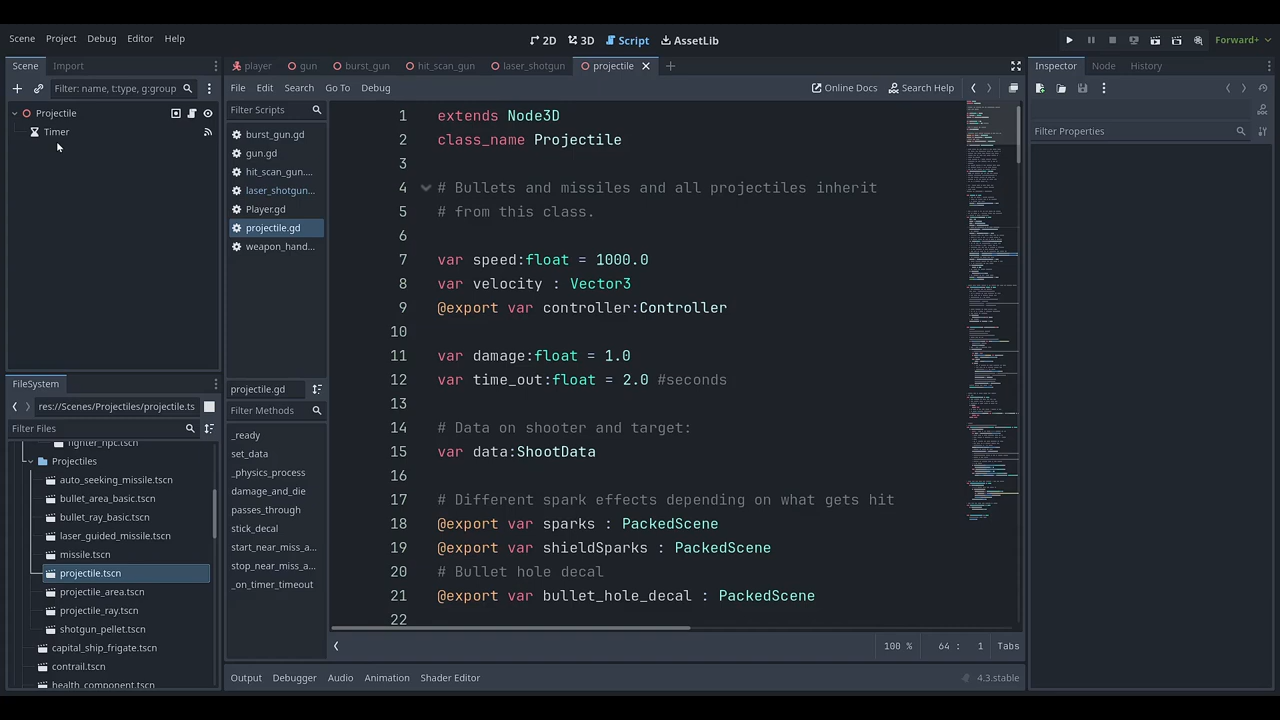 Scene Project Debug Editor Help
2D 3D Script AssetLib
Forward+
Scene Import
Filter: name, t:type, g:group
Projectile
Timer
FileSystem
res://Scenes/Projectiles/projectile
Filter Files
fighter_npc.tscn
Projectiles
auto_seeking_missile.tscn
bullet_area_basic.tscn
bullet_ray_basic.tscn
laser_guided_missile.tscn
missile.tscn
projectile.tscn
projectile_area.tscn
projectile_ray.tscn
shotgun_pellet.tscn
capital_ship_frigate.tscn
contrail.tscn
health_component.tscn
player gun burst_gun hit_scan_gun laser_shotgun projectile
File Edit Search Go To Debug
Online Docs Search Help
Filter Scripts
burst_gun.gd
gun.gd
hit_scan_gun....
laser_shotgun...
Player
projectile.gd
weapon_hand...
projectile.gd
Filter Methods
_ready
set_data
_physics_process
damage_and_die
stick_decal
start_near_miss_a...
stop_near_miss_a...
_on_timer_timeout
1 extends Node3D
2 class_name Projectile
3
4 # Bullets and missiles and all projectiles inherit
5 # from this class.
6
7 var speed:float = 1000.0
8 var velocity : Vector3
9 @export var controller:Controller
10
11 var damage:float = 1.0
12 var time_out:float = 2.0 #seconds
13
14 # Data on shooter and target:
15 var data:ShootData
16
17 # Different spark effects depending on what gets hit
18 @export var sparks : PackedScene
19 @export var shieldSparks : PackedScene
20 # Bullet hole decal
21 @export var bullet_hole_decal : PackedScene
22
100 % 64 : 1 Tabs
Output Debugger Audio Animation Shader Editor
4.3.stable
Inspector Node History
Filter Properties